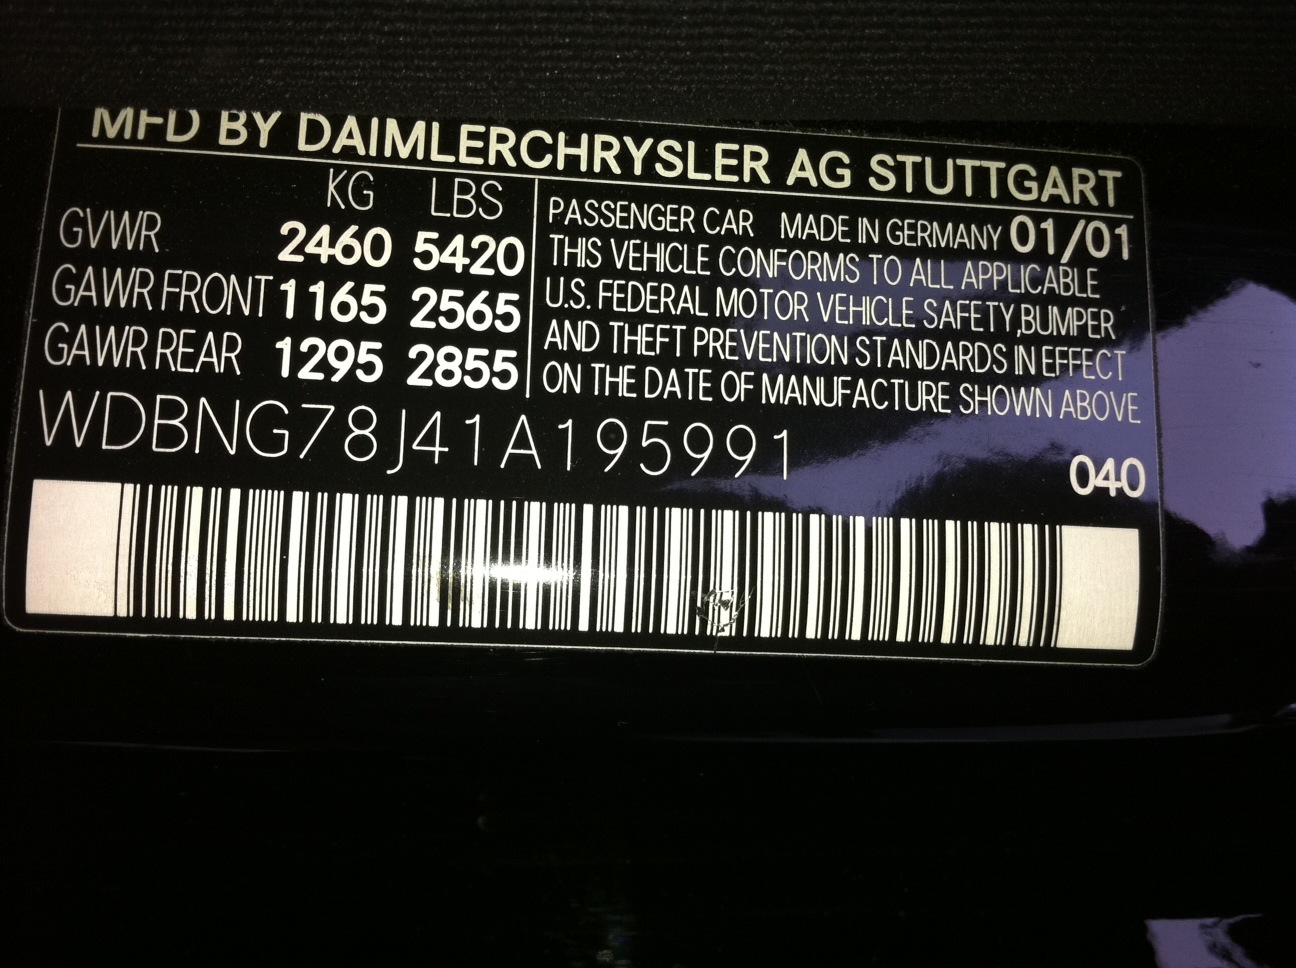 MFD BY DAIMLERCHRYSLER AG STUTTGART
KG LBS
GVWR 2460 5420
GAWR FRONT 1165 2565
GAWR REAR 1295 2855
PASSENGER CAR MADE IN GERMANY 01/01
THIS VEHICLE CONFORMS TO ALL APPLICABLE
U.S. FEDERAL MOTOR VEHICLE SAFETY,BUMPER
AND THEFT PREVENTION STANDARDS IN EFFECT
ON THE DATE OF MANUFACTURE SHOWN ABOVE
WDBNG78J41A195991
040